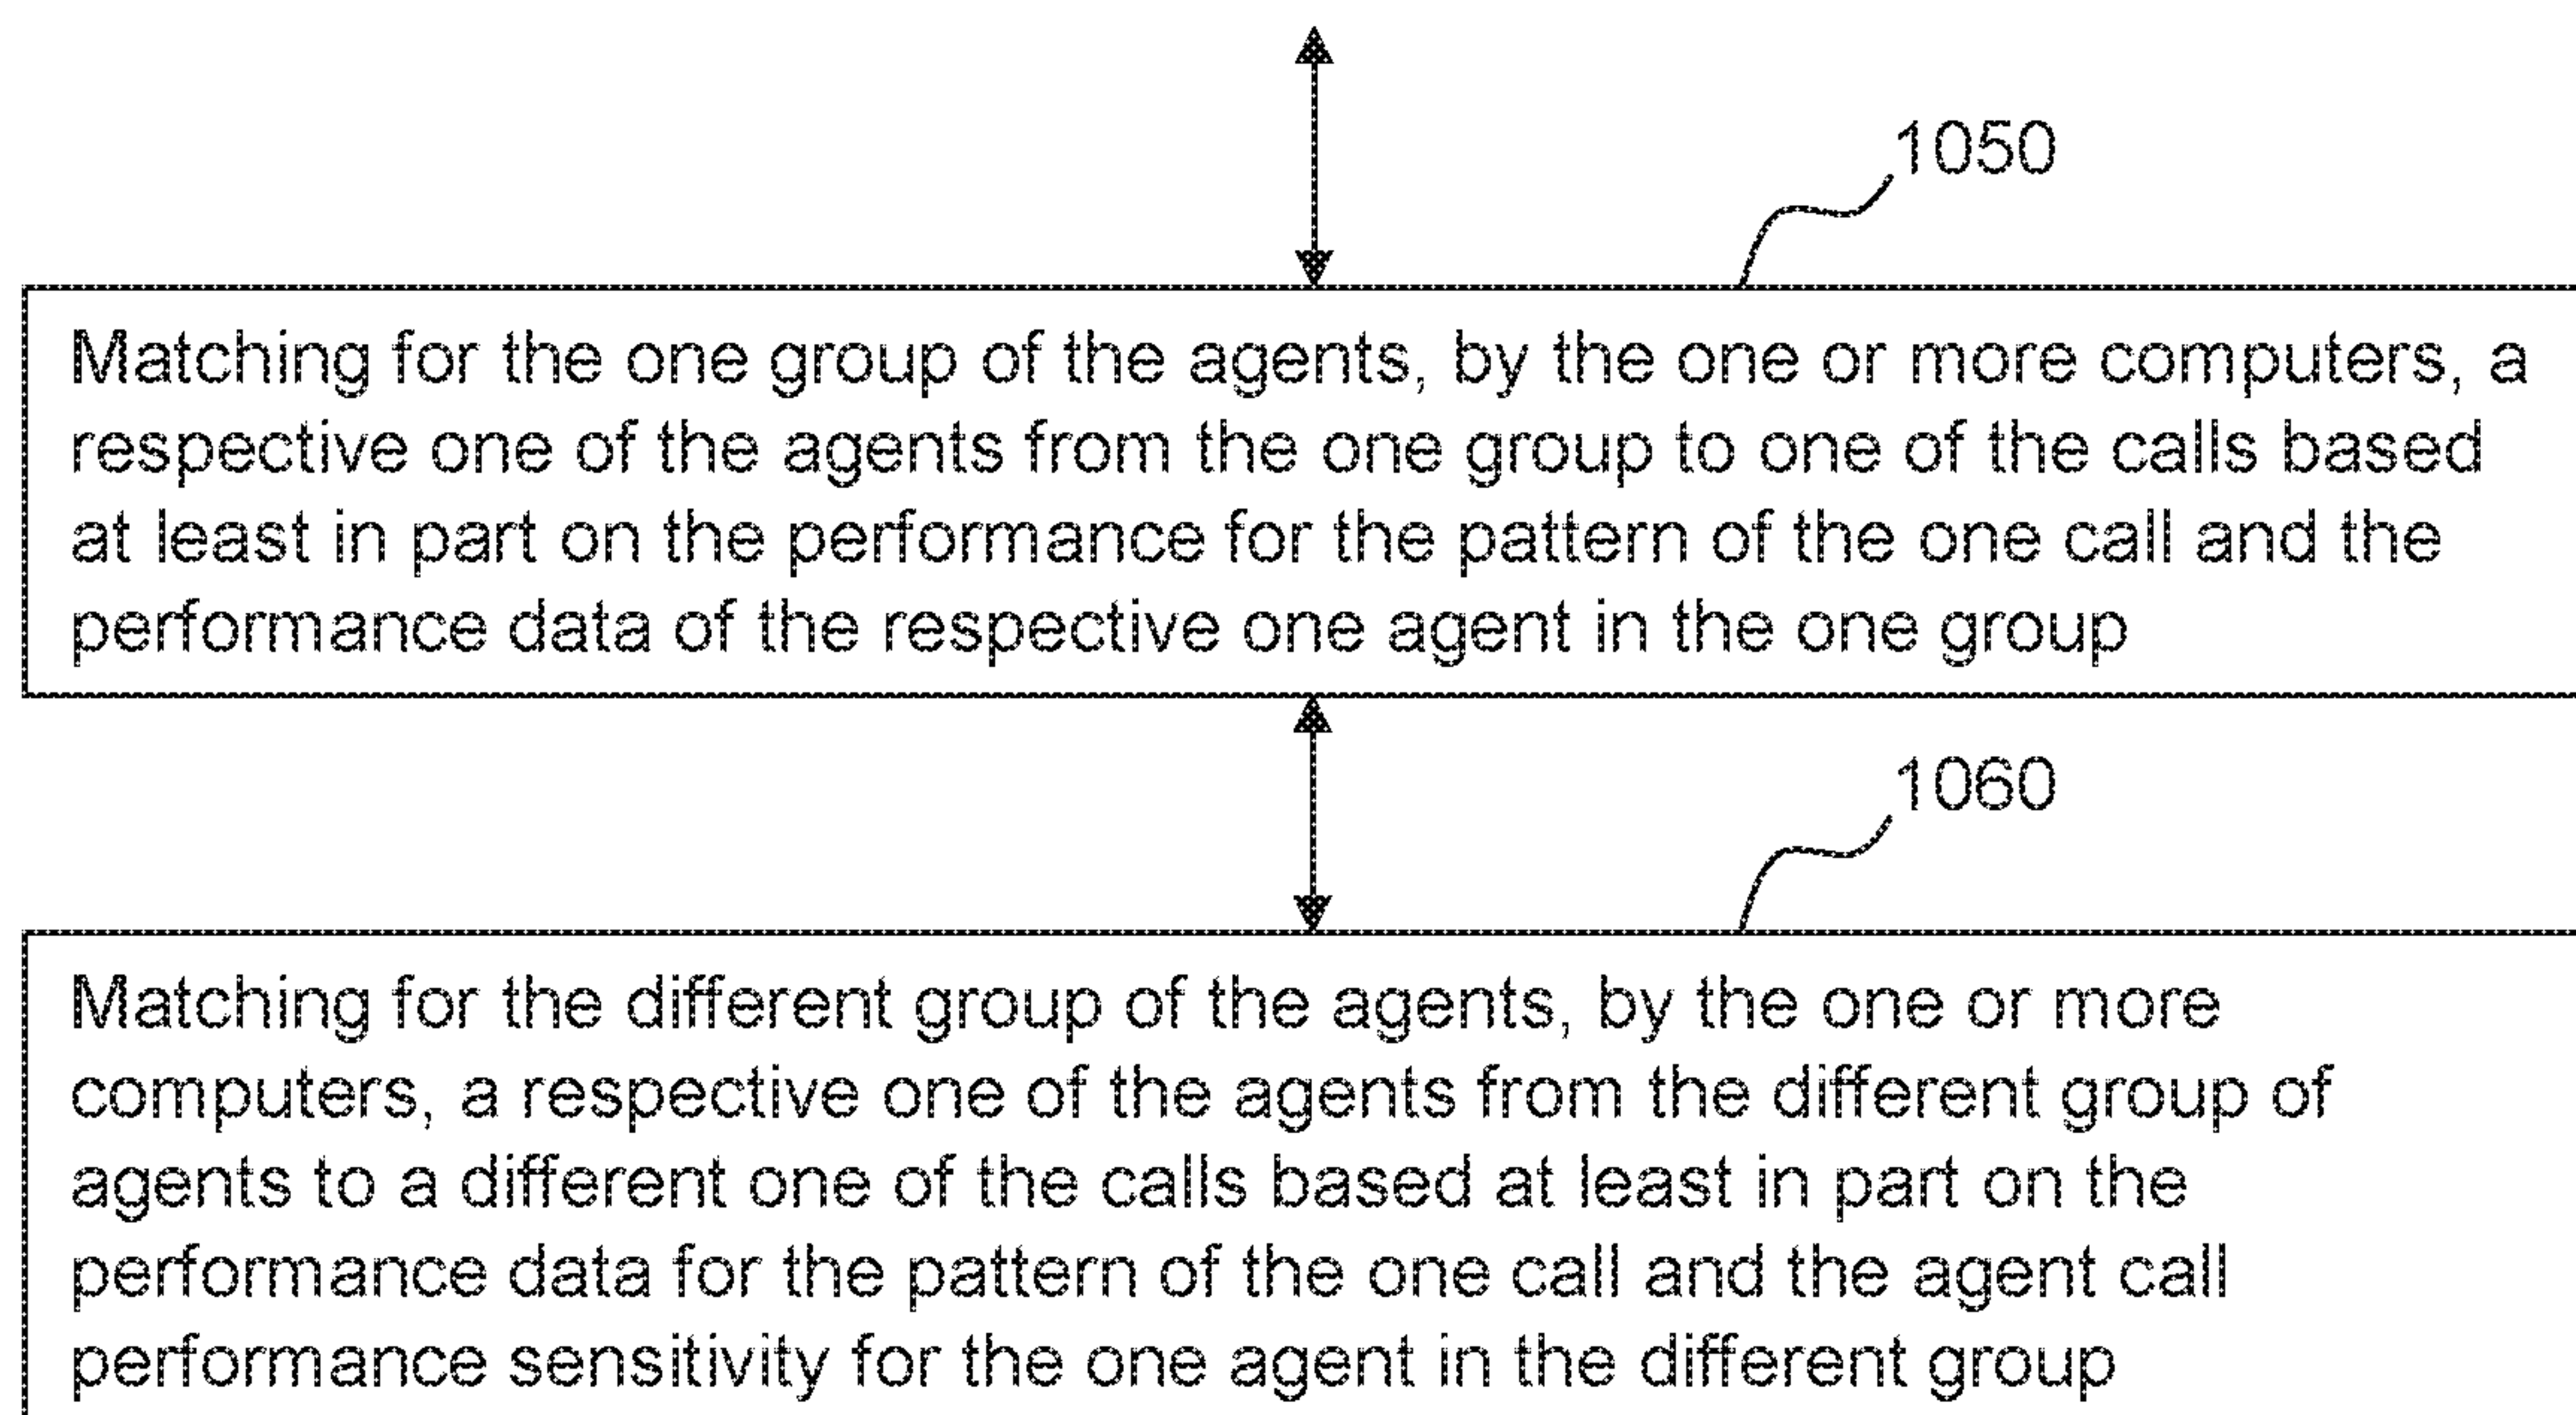 1050
Matching for the one group of the agents, by the one or more computers, a
respective one of the agents from the one group to one of the calls based
at least in part on the performance for the pattern of the one call and the
performance data of the respective one agent in the one group
1060
Matching for the different group of the agents, by the one or more
computers, a respective one of the agents from the different group of
agents to a different one of the calls based at least in part on the
performance data for the pattern of the one call and the agent call
performance sensitivity for the one agent in the different group